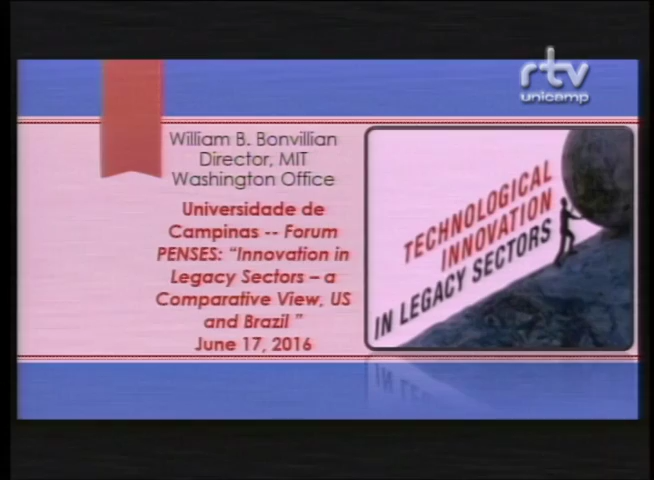 rtv
unicamp
William B. Bonvillian
Director, MIT
Washington Office
Universidade de
Campinas -- Forum
PENSES: “Innovation in
Legacy Sectors – a
Comparative View, US
and Brazil ”
June 17, 2016
TECHNOLOGICAL
INNOVATION
IN LEGACY SECTORS